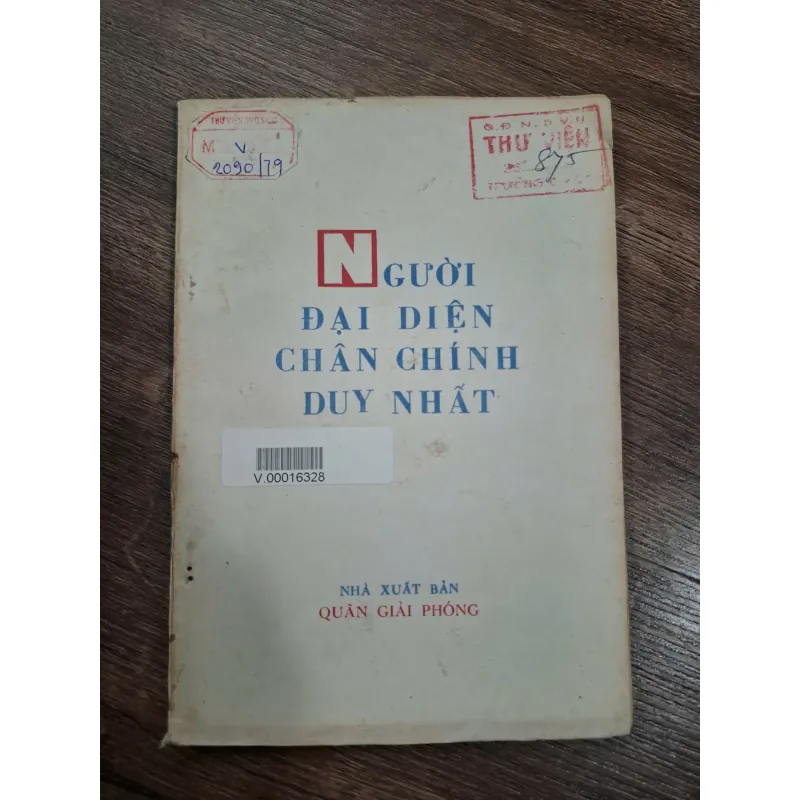 THƯ VIỆN
M V
2090/79
Q.Đ.N.D.V.N
THƯ VIỆN
875
NGƯỜI
ĐẠI DIỆN
CHÂN CHÍNH
DUY NHẤT
V.00016328
NHÀ XUẤT BẢN
QUÂN GIẢI PHÓNG